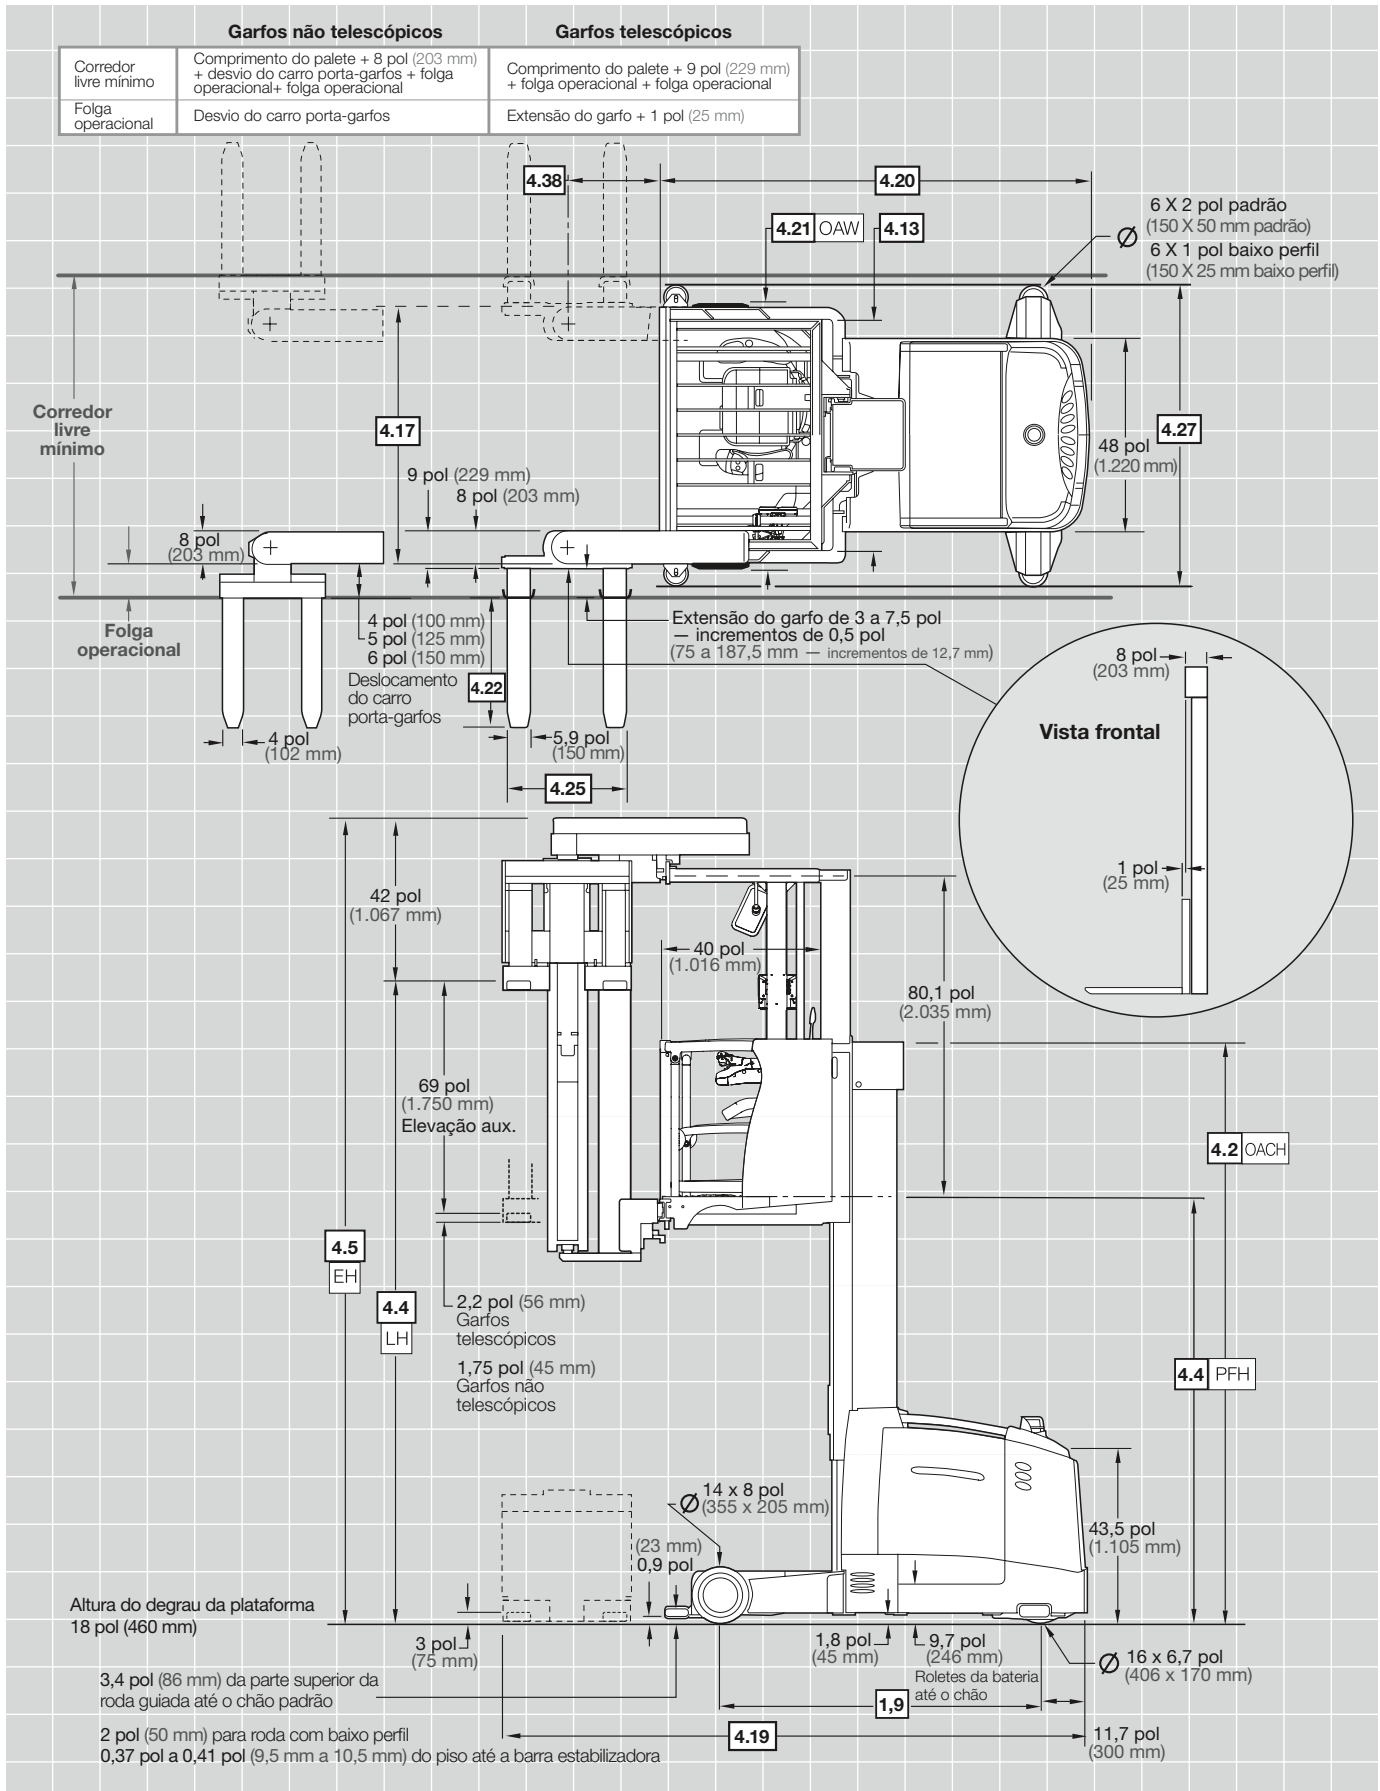 Garfos não telescópicos
Garfos telescópicos
Corredor
livre mínimo
Comprimento do palete + 8 pol (203 mm)
+ desvio do carro porta-garfos + folga
operacional+ folga operacional
Comprimento do palete + 9 pol (229 mm)
+ folga operacional + folga operacional
Folga
operacional
Desvio do carro porta-garfos
Extensão do garfo + 1 pol (25 mm)
4.38
4.20
4.21 OAW
4.13
6 X 2 pol padrão
(150 X 50 mm padrão)
6 X 1 pol baixo perfil
(150 X 25 mm baixo perfil)
Ø
Corredor
livre
mínimo
4.17
4.27
48 pol
(1.220 mm)
9 pol (229 mm)
8 pol (203 mm)
8 pol
(203 mm)
Folga
operacional
4 pol (100 mm)
5 pol (125 mm)
6 pol (150 mm)
Deslocamento
do carro
porta-garfos
4.22
Extensão do garfo de 3 a 7,5 pol
— incrementos de 0,5 pol
(75 a 187,5 mm — incrementos de 12,7 mm)
4 pol
(102 mm)
5,9 pol
(150 mm)
4.25
8 pol
(203 mm)
Vista frontal
1 pol
(25 mm)
42 pol
(1.067 mm)
40 pol
(1.016 mm)
80,1 pol
(2.035 mm)
69 pol
(1.750 mm)
Elevação aux.
4.2 OACH
4.5
EH
4.4
LH
2,2 pol (56 mm)
Garfos
telescópicos
1,75 pol (45 mm)
Garfos não
telescópicos
4.4 PFH
Ø 14 x 8 pol
(355 x 205 mm)
(23 mm)
0,9 pol
43,5 pol
(1.105 mm)
Altura do degrau da plataforma
18 pol (460 mm)
3 pol
(75 mm)
1,8 pol
(45 mm)
9,7 pol
(246 mm)
Roletes da bateria
até o chão
Ø 16 x 6,7 pol
(406 x 170 mm)
3,4 pol (86 mm) da parte superior da
roda guiada até o chão padrão
1,9
2 pol (50 mm) para roda com baixo perfil
0,37 pol a 0,41 pol (9,5 mm a 10,5 mm) do piso até a barra estabilizadora
4.19
11,7 pol
(300 mm)